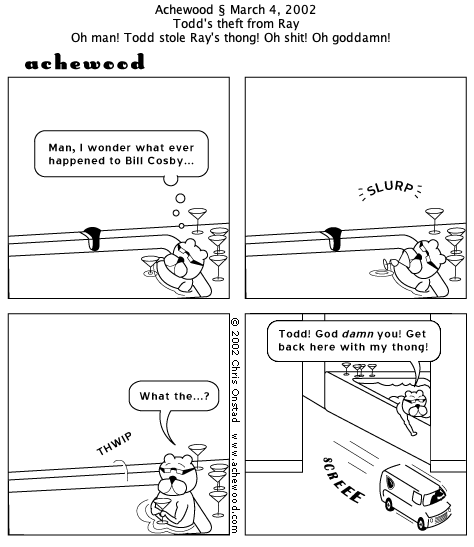 Achewood § March 4, 2002
Todd's theft from Ray
Oh man! Todd stole Ray's thong! Oh shit! Oh goddamn!
achewood
Man, I wonder what ever
happened to Bill Cosby...
SLURP
What the...?
THWIP
© 2002 Chris Onstad www.achewood.com
Todd! God damn you! Get
back here with my thong!
SCREEE